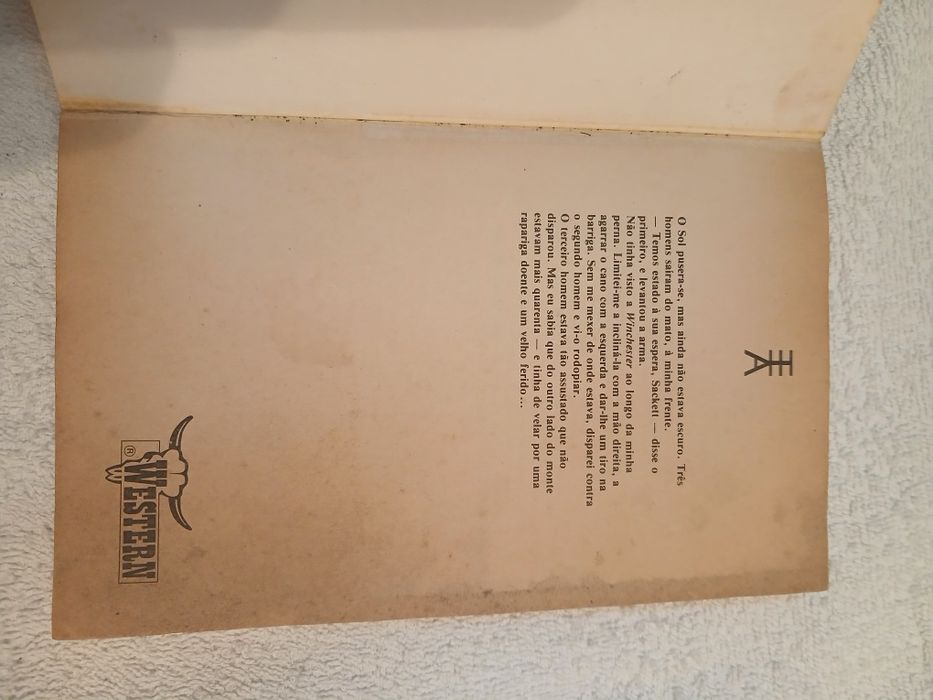 O Sol pusera-se, mas ainda não estava escuro. Três
homens saíram do mato, à minha frente.
— Temos estado à sua espera, Sackett — disse o
primeiro, e levantou a arma.
Não tinha visto a Winchester ao longo da minha
perna. Limitei-me a incliná-la com a mão direita, a
agarrar o cano com a esquerda e dar-lhe um tiro na
barriga. Sem me mexer de onde estava, disparei contra
o segundo homem e vi-o rodopiar.
O terceiro homem estava tão assustado que não
disparou. Mas eu sabia que do outro lado do monte
estavam mais quarenta — e tinha de velar por uma
rapariga doente e um velho ferido...
WESTERN
®